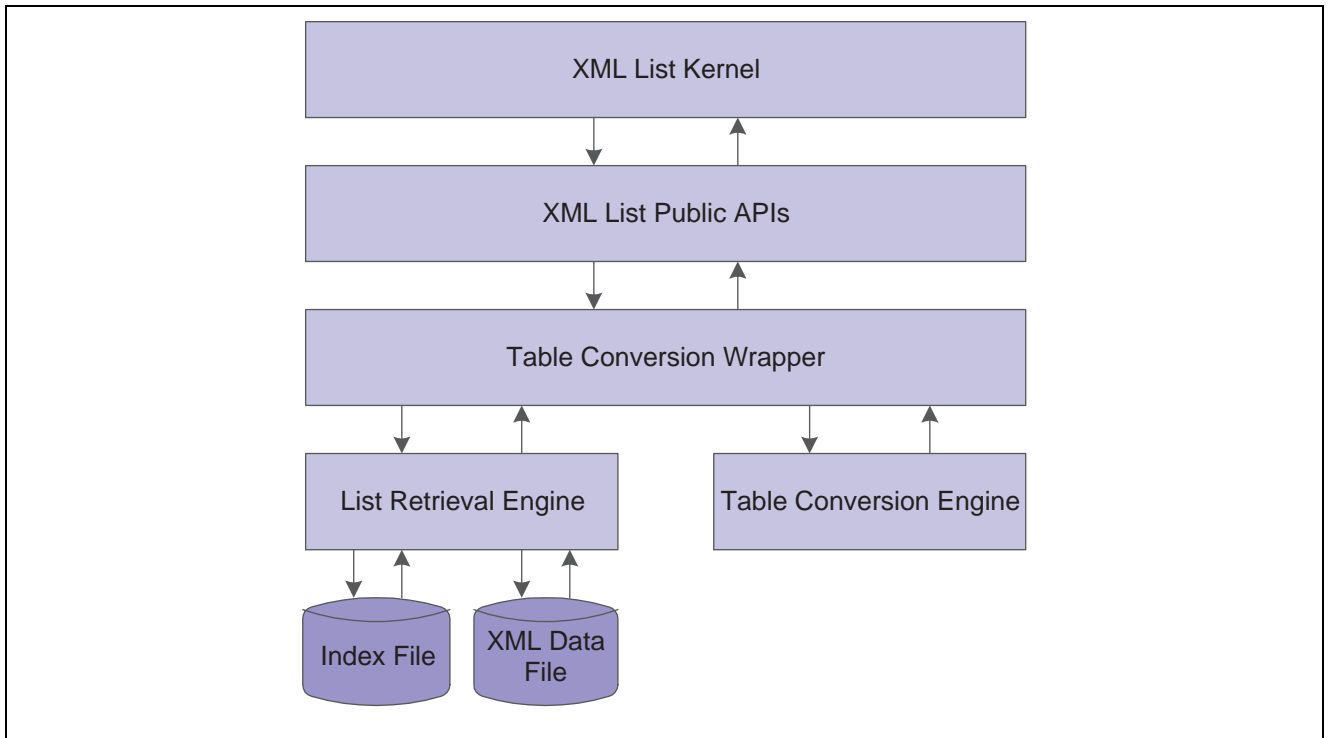 XML List Kernel
XML List Public APIs
Table Conversion Wrapper
List Retrieval Engine
Table Conversion Engine
Index File
XML Data
File